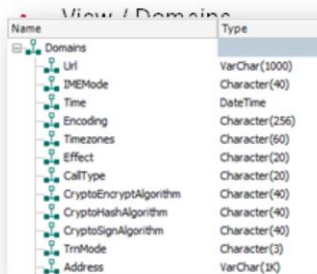 View / Domains
Name Type
Domains
Url VarChar(1000)
IMEMode Character(40)
Time DateTime
Encoding Character(256)
Timezones Character(60)
Effect Character(20)
CallType Character(20)
CryptoEncryptAlgorithm Character(40)
CryptoHashAlgorithm Character(40)
CryptoSignAlgorithm Character(40)
TrnMode Character(3)
Address VarChar(1K)